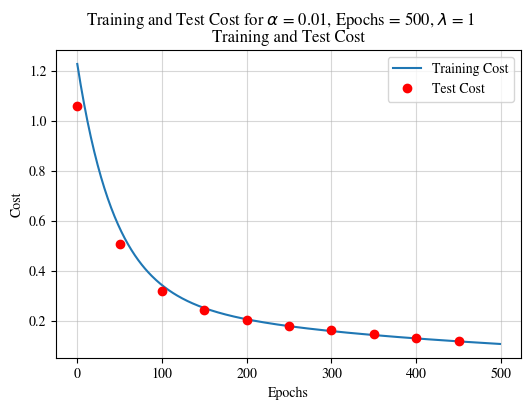 Training and Test Cost for α = 0.01, Epochs = 500, λ = 1
Training and Test Cost
Training Cost
Test Cost
1.2
1.0
0.8
0.6
0.4
0.2
Cost
0 100 200 300 400 500
Epochs